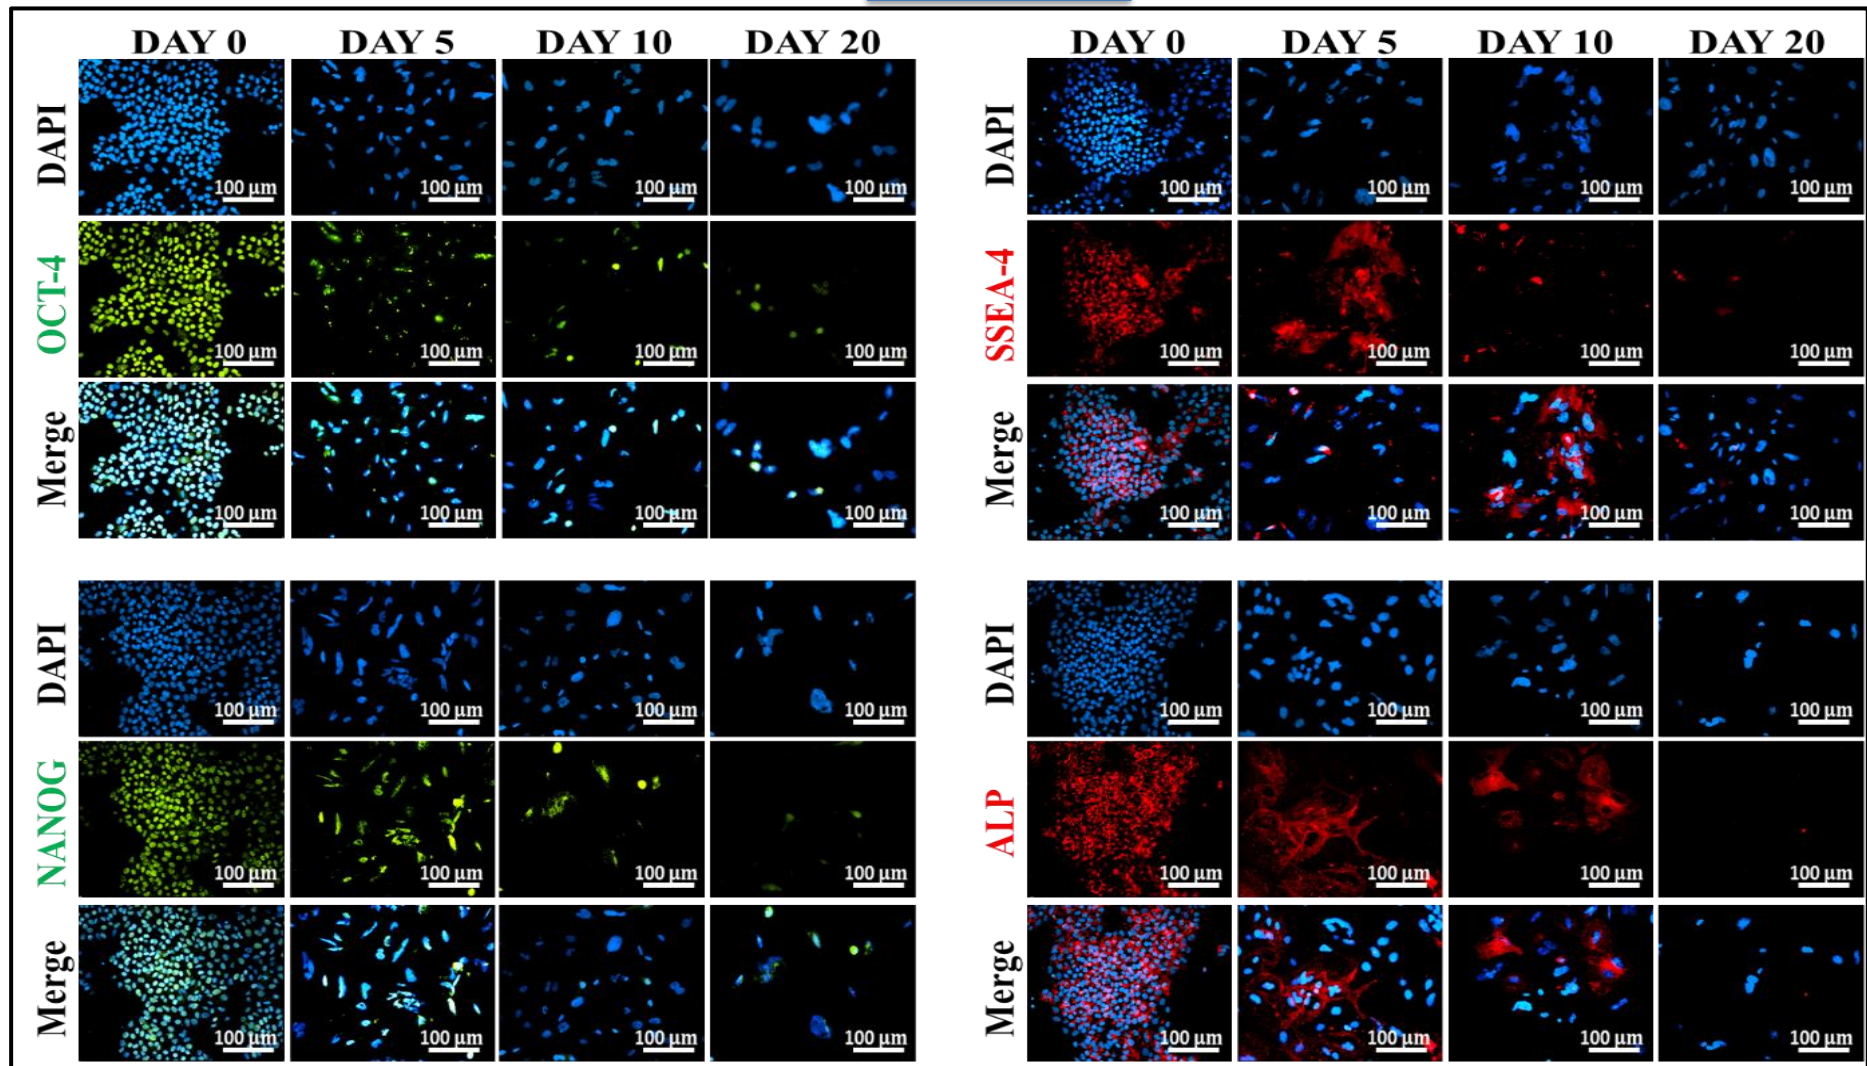 DAY 0 DAY 5 DAY 10 DAY 20 DAY 0 DAY 5 DAY 10 DAY 20
DAPI 100 µm 100 µm 100 µm 100 µm DAPI 100 µm 100 µm 100 µm 100 µm
OCT-4 100 µm 100 µm 100 µm 100 µm SSEA-4 100 µm 100 µm 100 µm 100 µm
Merge 100 µm 100 µm 100 µm 100 µm Merge 100 µm 100 µm 100 µm 100 µm
DAPI 100 µm 100 µm 100 µm 100 µm DAPI 100 µm 100 µm 100 µm 100 µm
NANOG 100 µm 100 µm 100 µm 100 µm ALP 100 µm 100 µm 100 µm 100 µm
Merge 100 µm 100 µm 100 µm 100 µm Merge 100 µm 100 µm 100 µm 100 µm